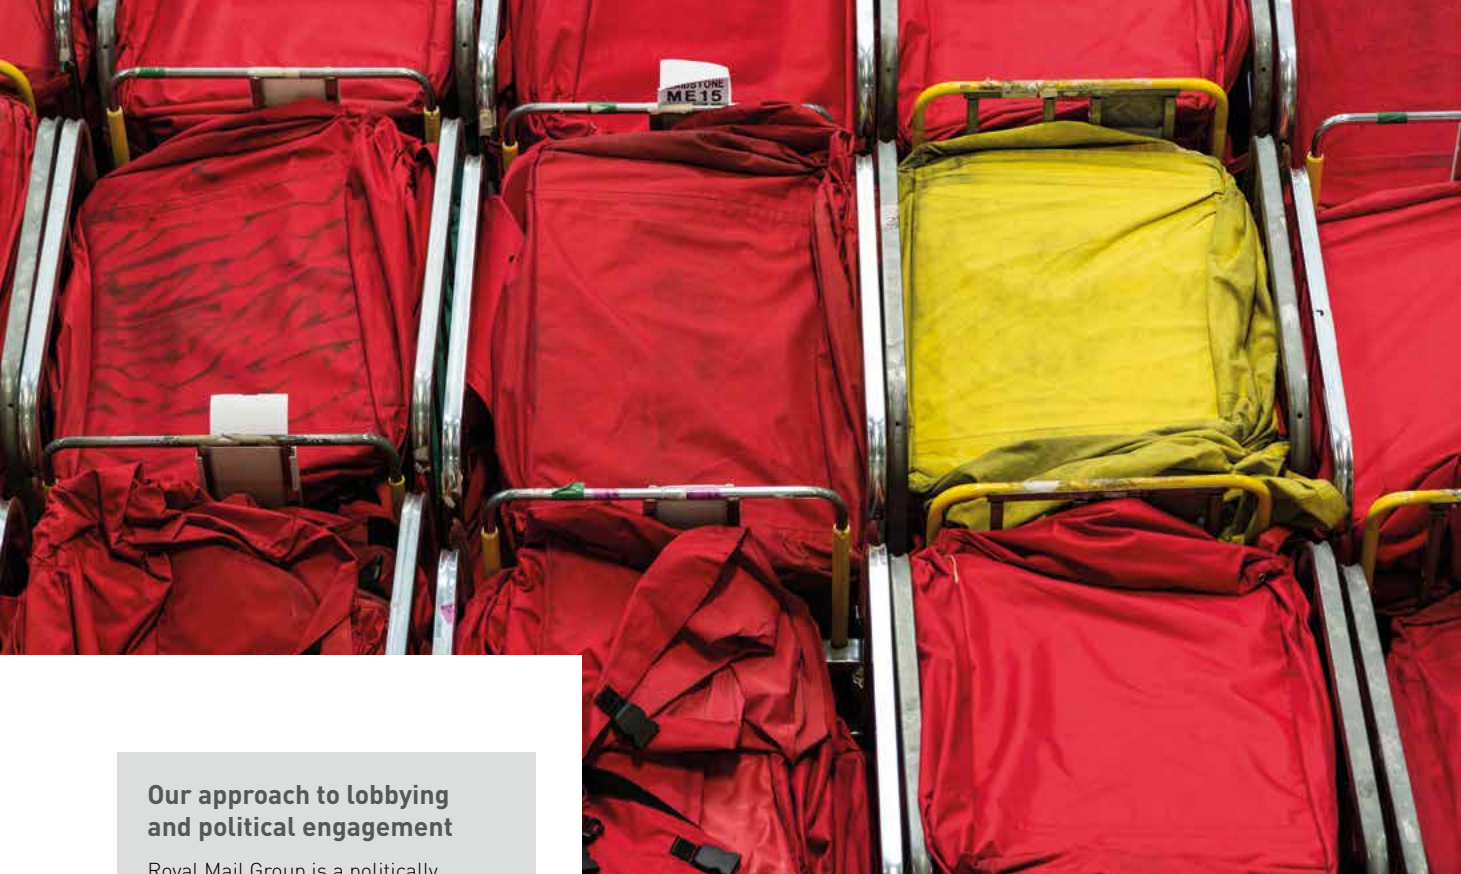 ME15
Our approach to lobbying
and political engagement
Royal Mail Group is a politically